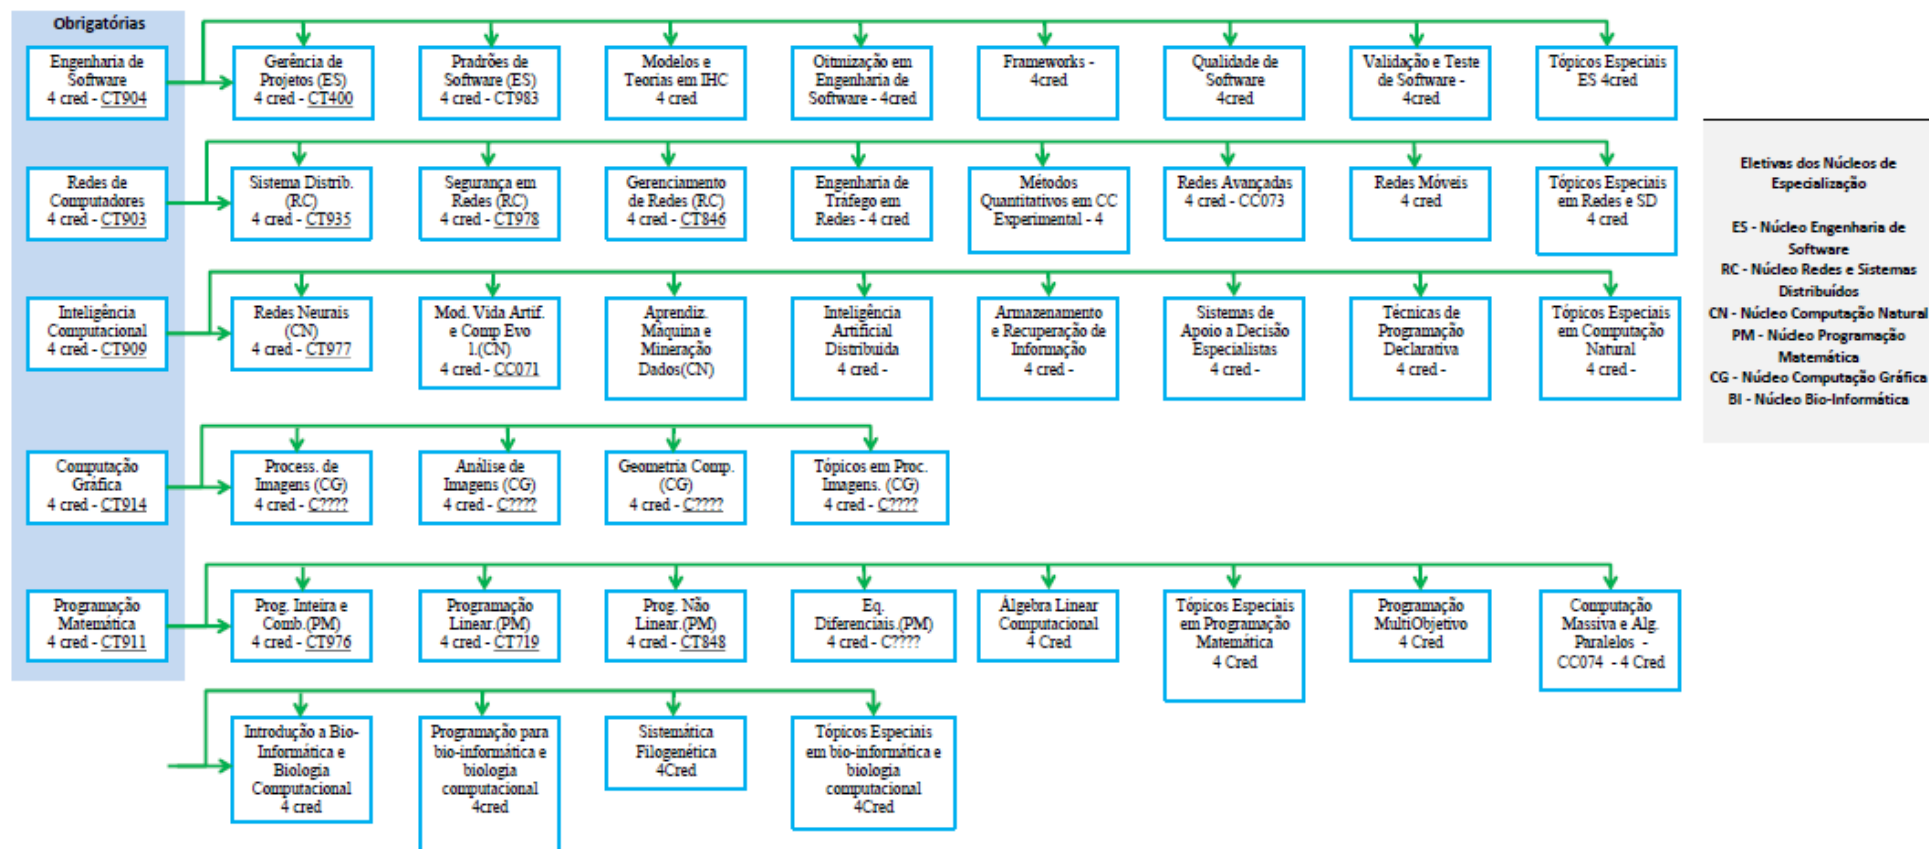 Obrigatórias
Engenharia de
Software
4 cred - CT904
Gerência de
Projetos (ES)
4 cred - CT400
Pradrões de
Software (ES)
4 cred - CT983
Modelos e
Teorias em IHC
4 cred
Oitmização em
Engenharia de
Software - 4cred
Frameworks -
4cred
Qualidade de
Software
4cred
Validação e Teste
de Software -
4cred
Tópicos Especiais
ES 4cred
Redes de
Computadores
4 cred - CT903
Sistema Distrib.
(RC)
4 cred - CT935
Segurança em
Redes (RC)
4 cred - CT978
Gerenciamento
de Redes (RC)
4 cred - CT846
Engenharia de
Tráfego em
Redes - 4 cred
Métodos
Quantitativos em CC
Experimental - 4
Redes Avançadas
4 cred - CC073
Redes Móveis
4 cred
Tópicos Especiais
em Redes e SD
4 cred
Inteligência
Computacional
4 cred - CT909
Redes Neurais
(CN)
4 cred - CT977
Mod. Vida Artif.
e Comp Evo
l.(CN)
4 cred - CC071
Aprendiz.
Máquina e
Mineração
Dados(CN)
Inteligência
Artificial
Distribuida
4 cred -
Armazenamento
e Recuperação de
Informação
4 cred -
Sistemas de
Apoio a Decisão
Especialistas
4 cred -
Técnicas de
Programação
Declarativa
4 cred -
Tópicos Especiais
em Computação
Natural
4 cred -
Computação
Gráfica
4 cred - CT914
Process. de
Imagens (CG)
4 cred - C????
Análise de
Imagens (CG)
4 cred - C????
Geometria Comp.
(CG)
4 cred - C????
Tópicos em Proc.
Imagens. (CG)
4 cred - C????
Programação
Matemática
4 cred - CT911
Prog. Inteira e
Comb.(PM)
4 cred - CT976
Programação
Linear.(PM)
4 cred - CT719
Prog. Não
Linear.(PM)
4 cred - CT848
Eq.
Diferenciais.(PM)
4 cred - C????
Álgebra Linear
Computacional
4 Cred
Tópicos Especiais
em Programação
Matemática
4 Cred
Programação
MultiObjetivo
4 Cred
Computação
Massiva e Alg.
Paralelos -
CC074 - 4 Cred
Introdução a Bio-
Informática e
Biologia
Computacional
4 cred
Programação para
bio-informática e
biologia
computacional
4cred
Sistemática
Filogenética
4Cred
Tópicos Especiais
em bio-informática e
biologia
computacional
4Cred
Eletivas dos Núcleos de
Especialização
ES - Núcleo Engenharia de
Software
RC - Núcleo Redes e Sistemas
Distribuídos
CN - Núcleo Computação Natural
PM - Núcleo Programação
Matemática
CG - Núcleo Computação Gráfica
BI - Núcleo Bio-Informática